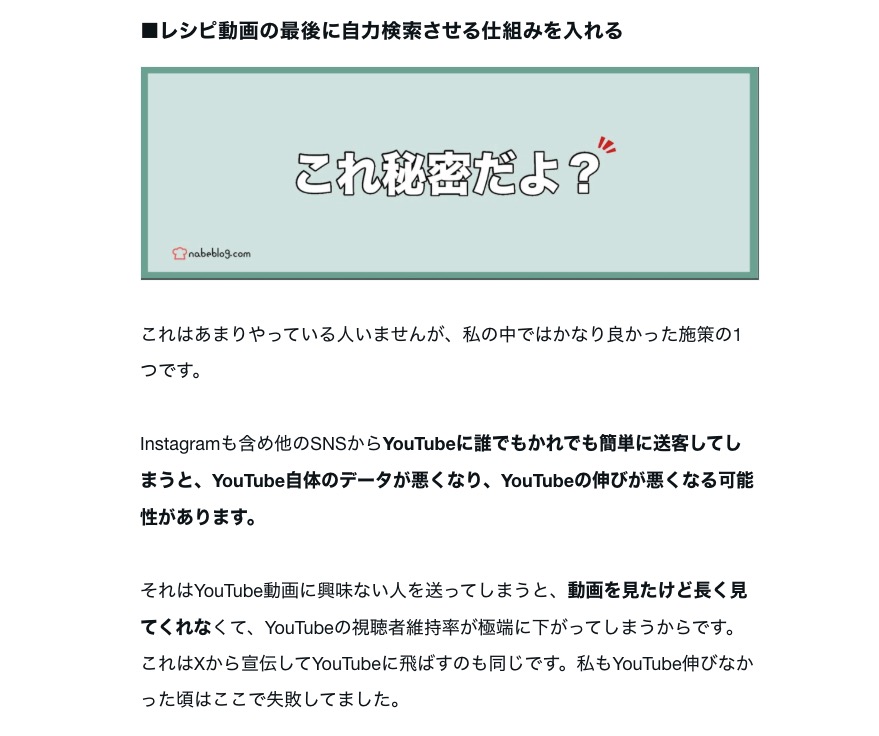 ■レシピ動画の最後に自力検索させる仕組みを入れる
これ秘密だよ？
nabeblog.com
これはあまりやっている人いませんが、私の中ではかなり良かった施策の1
つです。
Instagramも含め他のSNSからYouTubeに誰でもかれでも簡単に送客してし
まうと、YouTube自体のデータが悪くなり、YouTubeの伸びが悪くなる可能
性があります。
それはYouTube動画に興味ない人を送ってしまうと、動画を見たけど長く見
てくれなくて、YouTubeの視聴者維持率が極端に下がってしまうからです。
これはXから宣伝してYouTubeに飛ばすのも同じです。私もYouTube伸びなか
った頃はここで失敗してました。